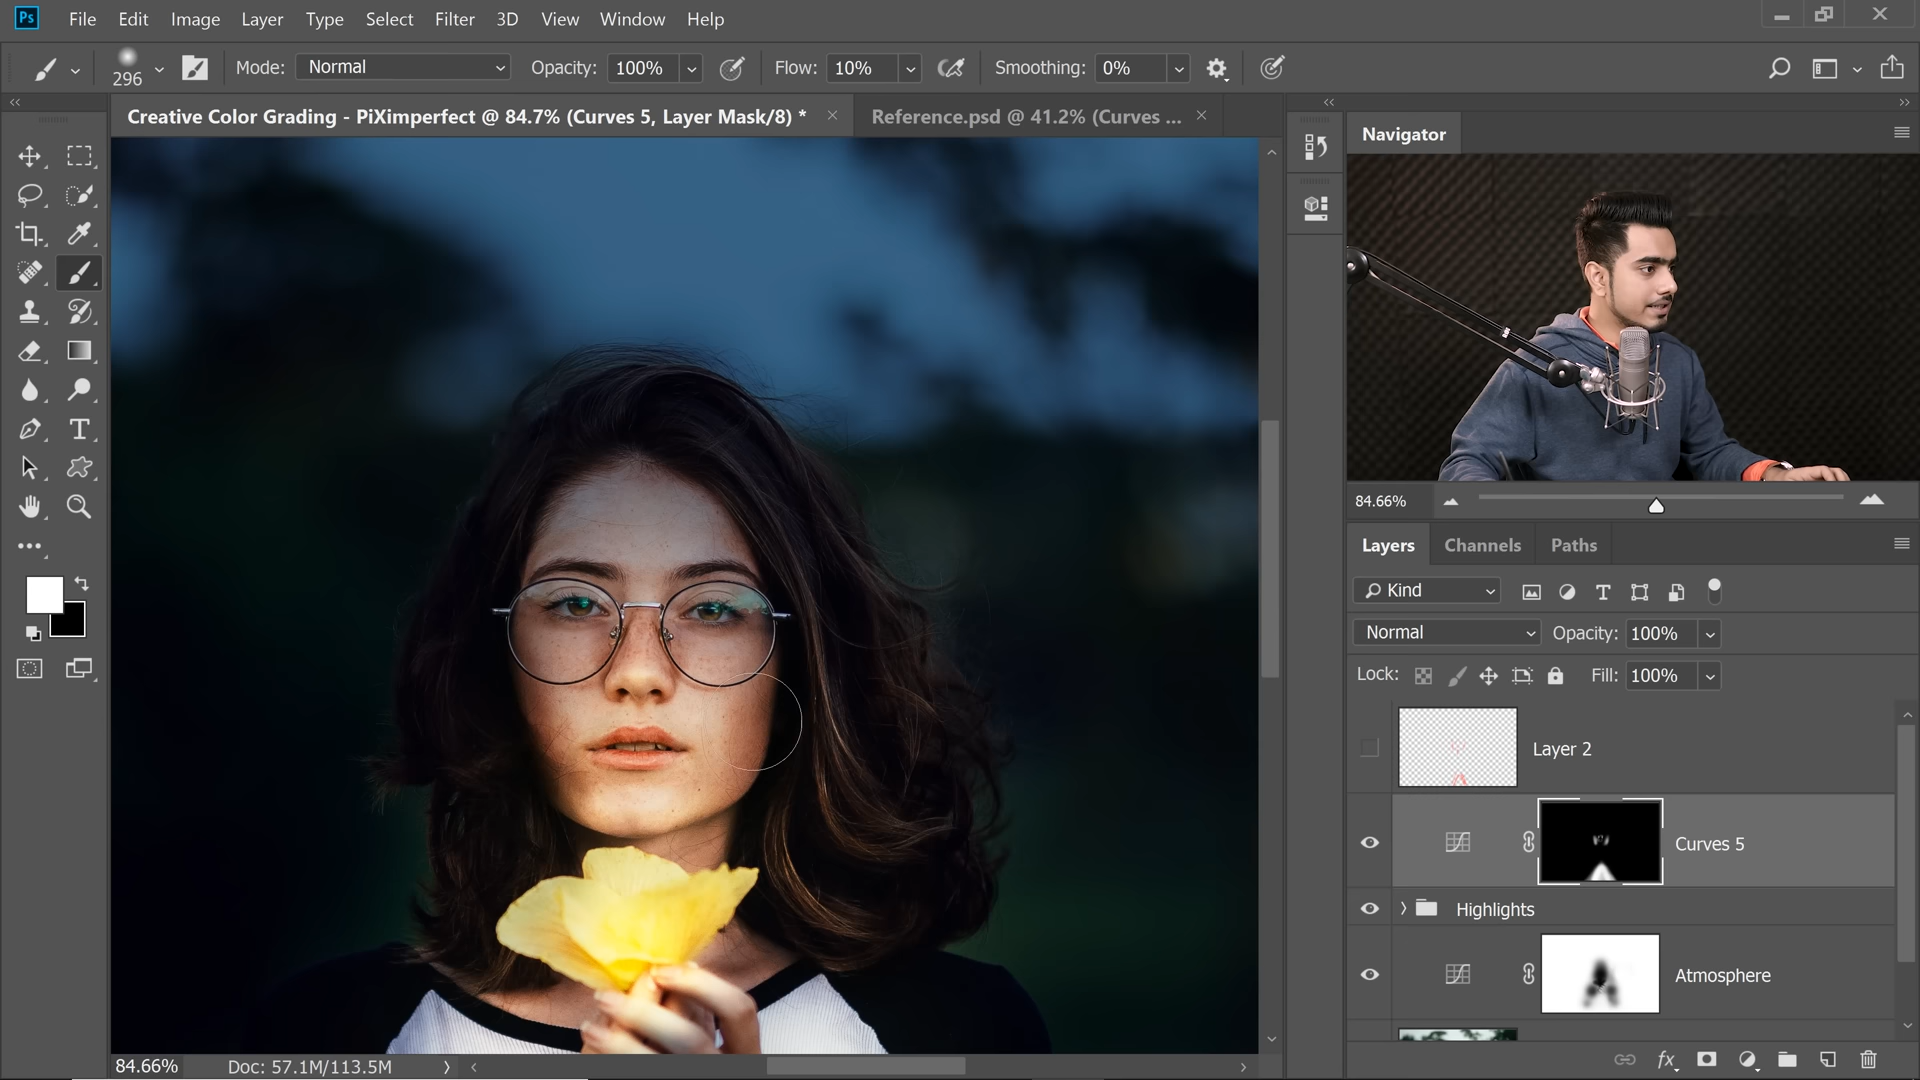 Ps File Edit Image Layer Type Select Filter 3D View Window Help
296 Mode: Normal Opacity: 100% Flow: 10% Smoothing: 0%
Creative Color Grading - PiXimperfect @ 84.7% (Curves 5, Layer Mask/8) * Reference.psd @ 41.2% (Curves ...
Navigator
84.66%
Layers Channels Paths
Kind
Normal Opacity: 100%
Lock: Fill: 100%
Layer 2
Curves 5
Highlights
Atmosphere
fx
84.66% Doc: 57.1M/113.5M